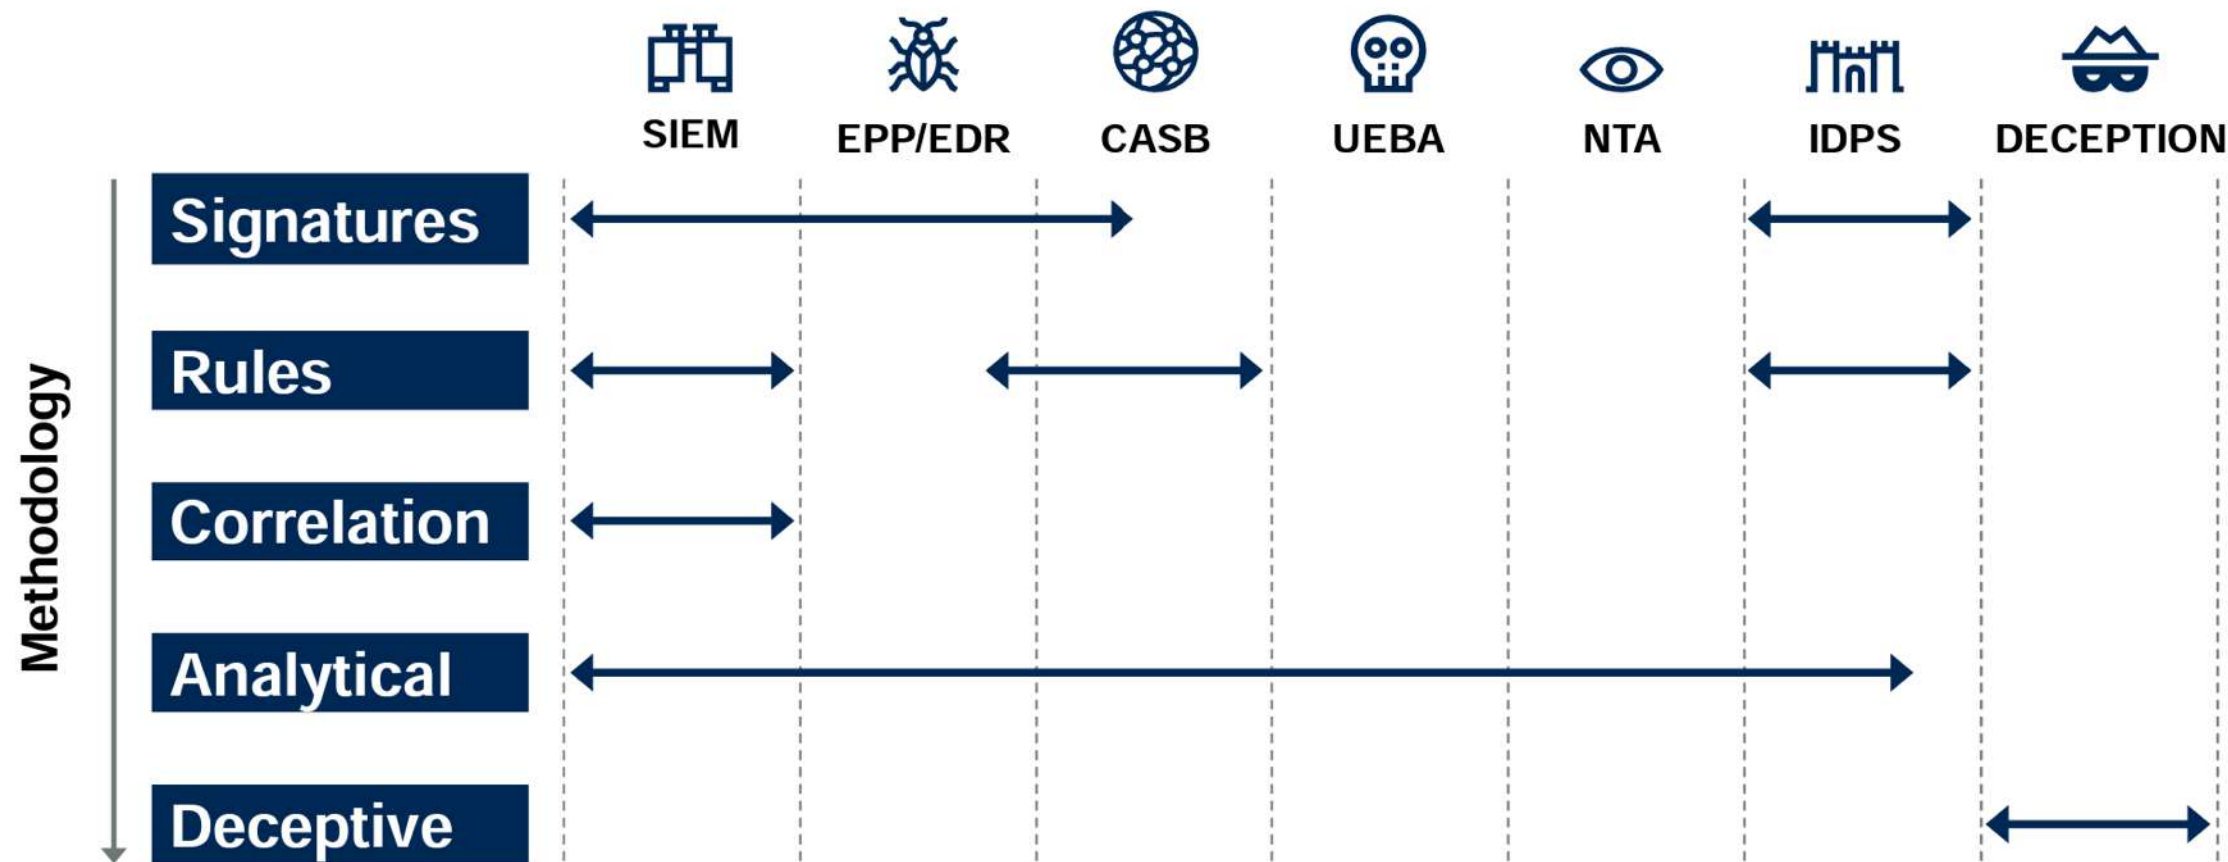 SIEM
EPP/EDR
CASB
UEBA
NTA
IDPS
DECEPTION
Methodology
Signatures
Rules
Correlation
Analytical
Deceptive